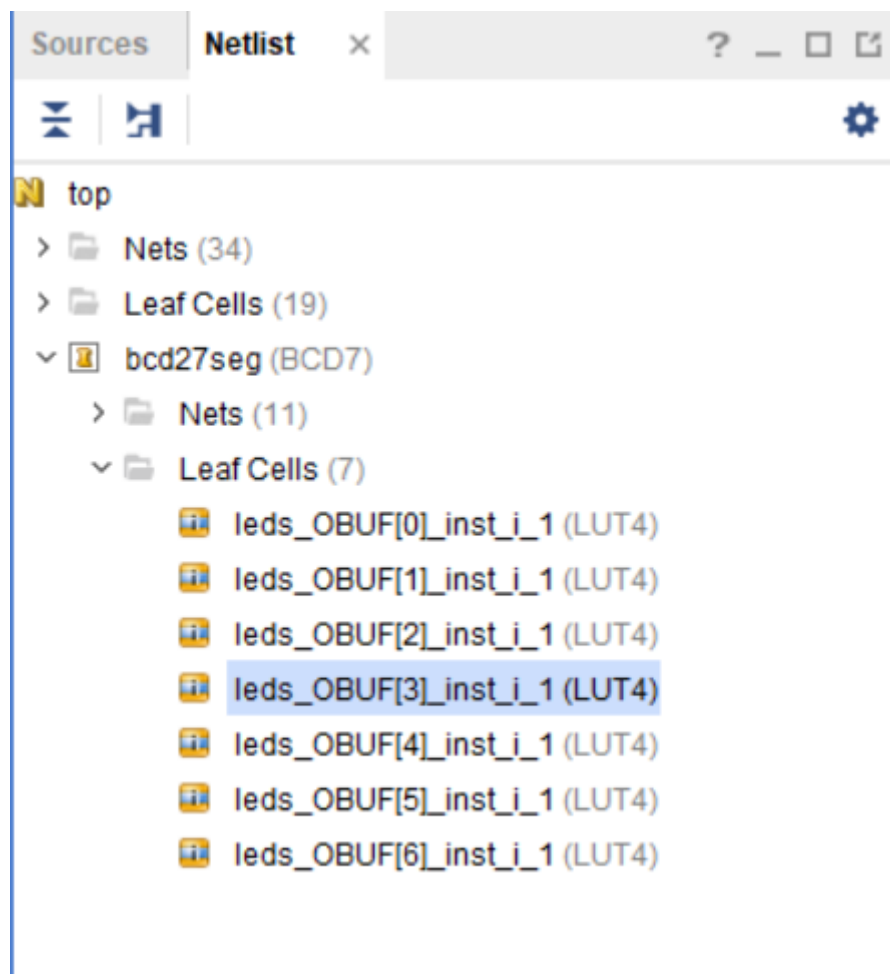 Sources Netlist × ?
top
Nets (34)
Leaf Cells (19)
bcd27seg (BCD7)
Nets (11)
Leaf Cells (7)
leds_OBUF[0]_inst_i_1 (LUT4)
leds_OBUF[1]_inst_i_1 (LUT4)
leds_OBUF[2]_inst_i_1 (LUT4)
leds_OBUF[3]_inst_i_1 (LUT4)
leds_OBUF[4]_inst_i_1 (LUT4)
leds_OBUF[5]_inst_i_1 (LUT4)
leds_OBUF[6]_inst_i_1 (LUT4)